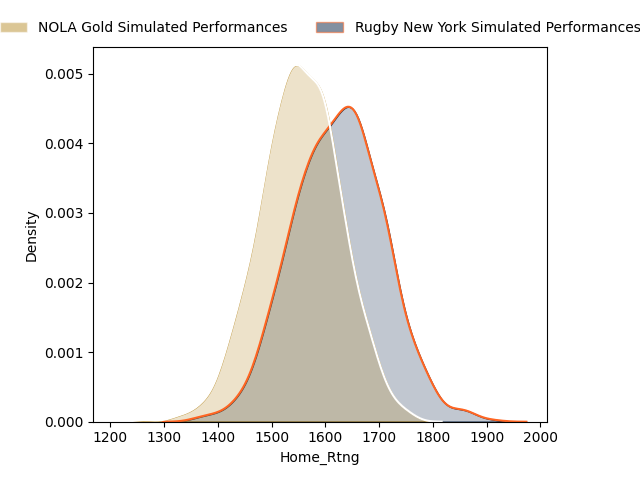 NOLA Gold Simulated Performances
Rugby New York Simulated Performances
0.005
0.004
0.003
0.002
0.001
0.000
Density
1200 1300 1400 1500 1600 1700 1800 1900 2000
Home_Rtng